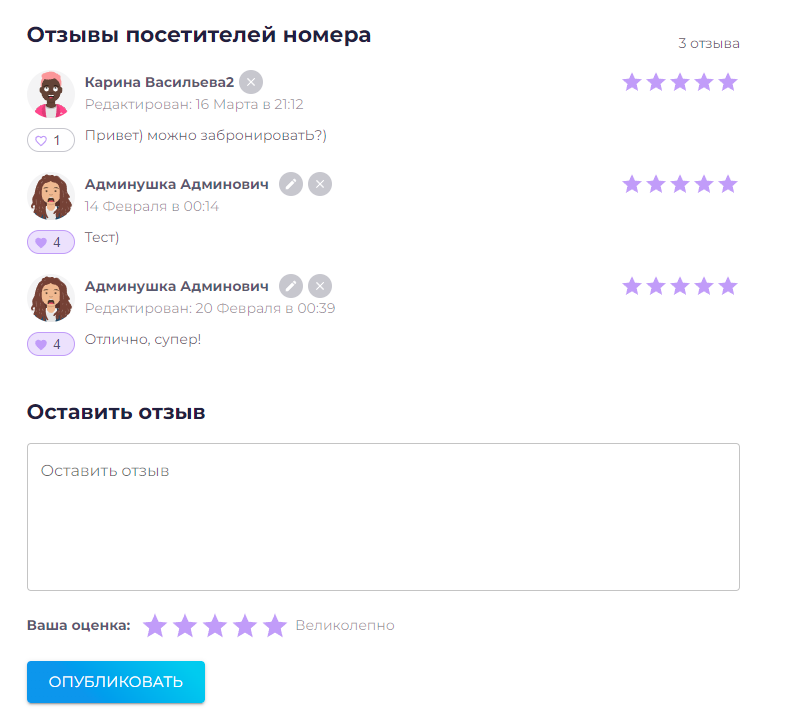 Отзывы посетителей номера
3 отзыва
Карина Васильева2
Редактирован: 16 Марта в 21:12
1
Привет) можно забронировать?)
Админушка Админович
14 Февраля в 00:14
4
Тест)
Админушка Админович
Редактирован: 20 Февраля в 00:39
4
Отлично, супер!
Оставить отзыв
Оставить отзыв
Ваша оценка:
Великолепно
ОПУБЛИКОВАТЬ